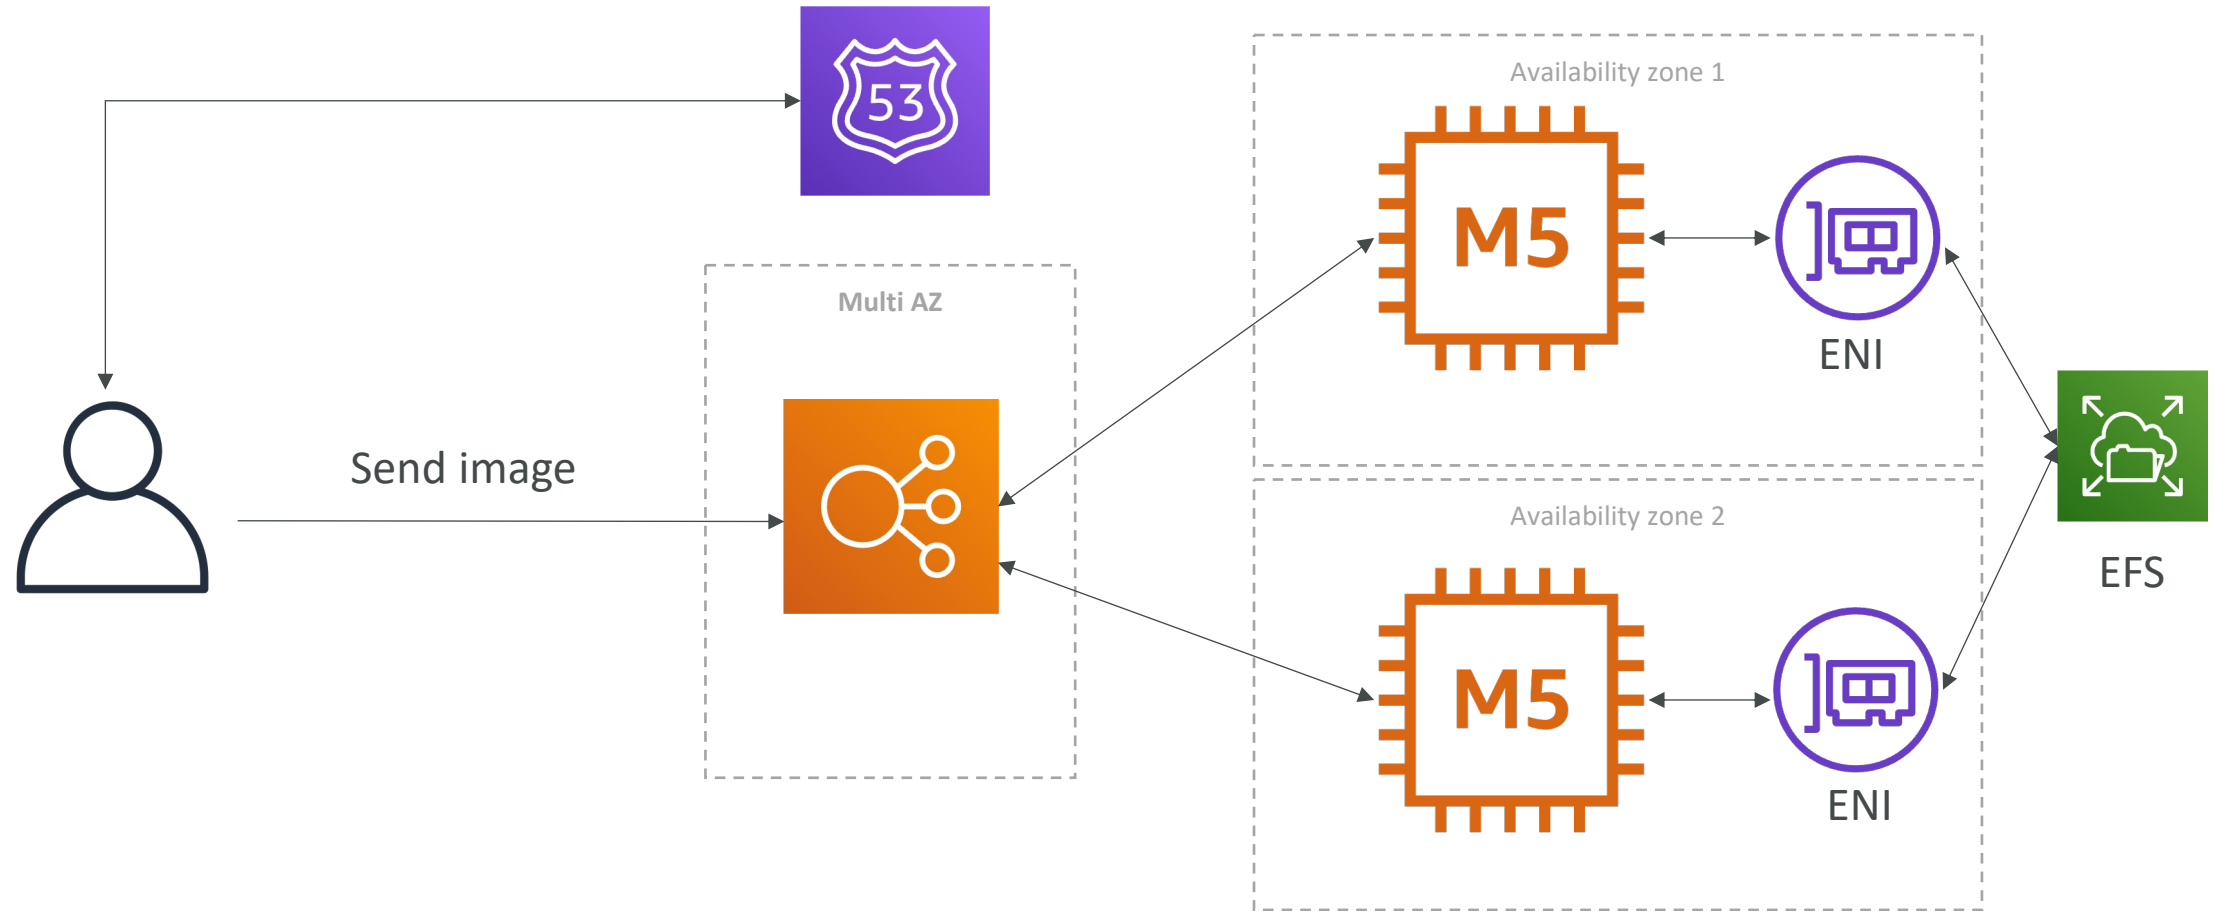 53
Availability zone 1
M5
ENI
Multi AZ
Send image
Availability zone 2
EFS
M5
ENI